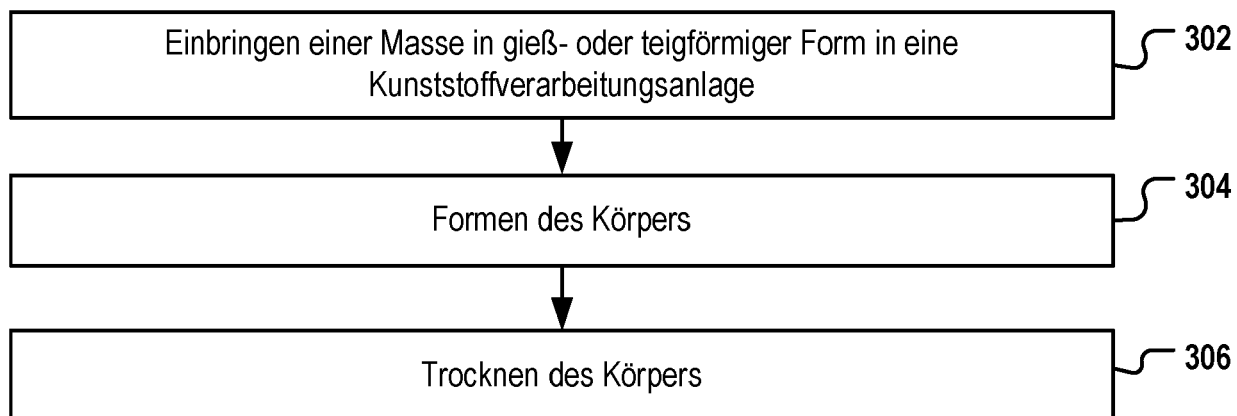 Einbringen einer Masse in gieß- oder teigförmiger Form in eine
302
Kunststoffverarbeitungsanlage
304
Formen des Körpers
306
Trocknen des Körpers